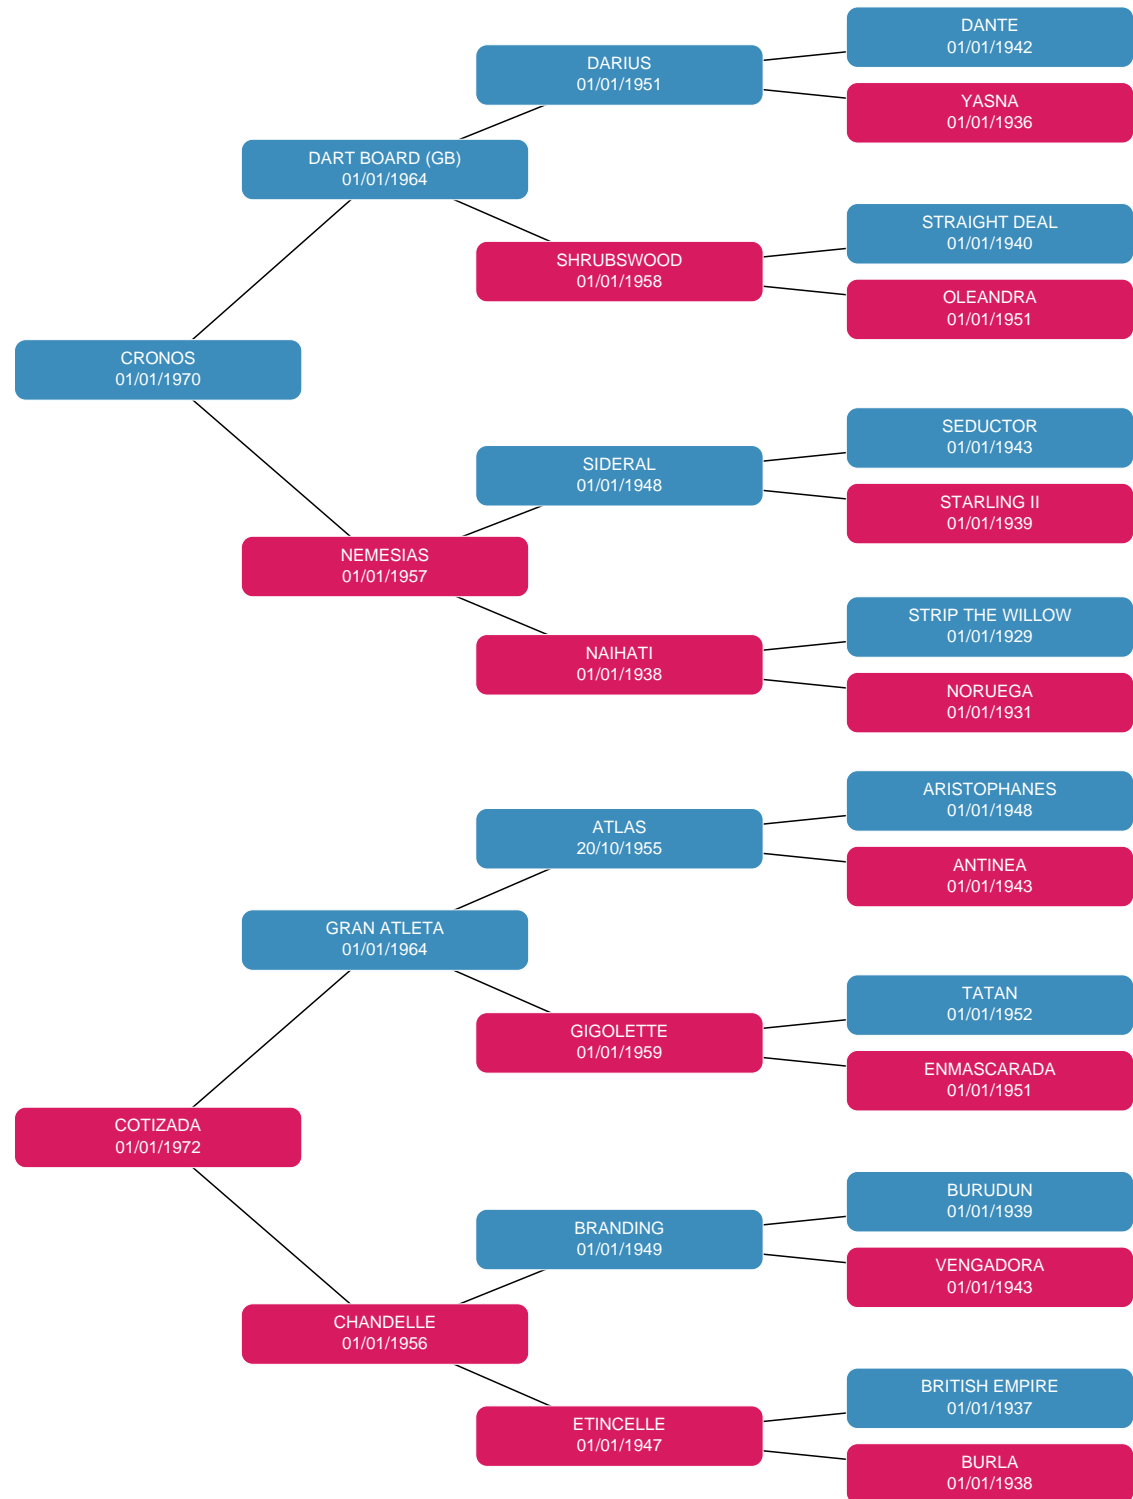 DANTE
01/01/1942
DARIUS
01/01/1951
YASNA
01/01/1936
DART BOARD (GB)
01/01/1964
STRAIGHT DEAL
01/01/1940
SHRUBSWOOD
01/01/1958
OLEANDRA
01/01/1951
CRONOS
01/01/1970
SEDUCTOR
01/01/1943
SIDERAL
01/01/1948
STARLING II
01/01/1939
NEMESIAS
01/01/1957
STRIP THE WILLOW
01/01/1929
NAIHATI
01/01/1938
NORUEGA
01/01/1931
ARISTOPHANES
01/01/1948
ATLAS
20/10/1955
ANTINEA
01/01/1943
GRAN ATLETA
01/01/1964
TATAN
01/01/1952
GIGOLETTE
01/01/1959
ENMASCARADA
01/01/1951
COTIZADA
01/01/1972
BURUDUN
01/01/1939
BRANDING
01/01/1949
VENGADORA
01/01/1943
CHANDELLE
01/01/1956
BRITISH EMPIRE
01/01/1937
ETINCELLE
01/01/1947
BURLA
01/01/1938